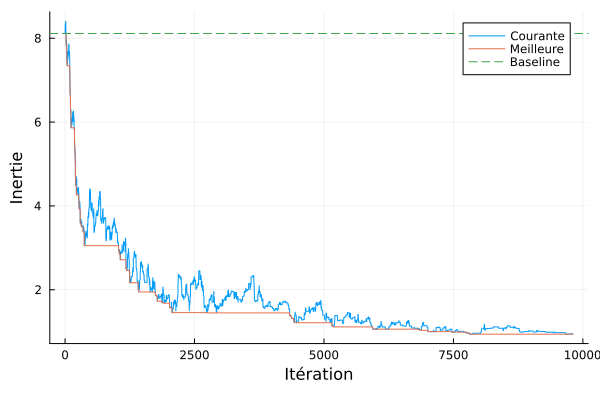 Inertie
8
6
4
2
0
2500
5000
7500
10000
Itération
Courante
Meilleure
Baseline